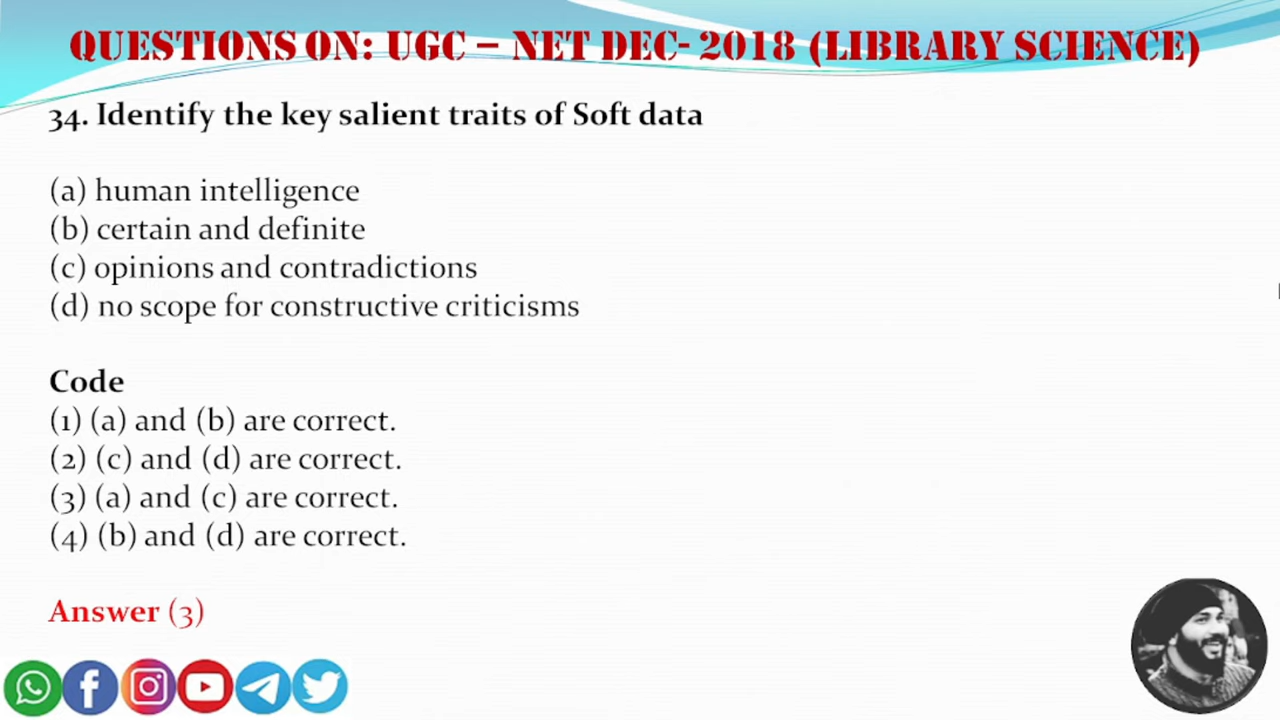 QUESTIONS ON: UGC – NET DEC- 2018 (LIBRARY SCIENCE)
34. Identify the key salient traits of Soft data
(a) human intelligence
(b) certain and definite
(c) opinions and contradictions
(d) no scope for constructive criticisms
Code
(1) (a) and (b) are correct.
(2) (c) and (d) are correct.
(3) (a) and (c) are correct.
(4) (b) and (d) are correct.
Answer (3)